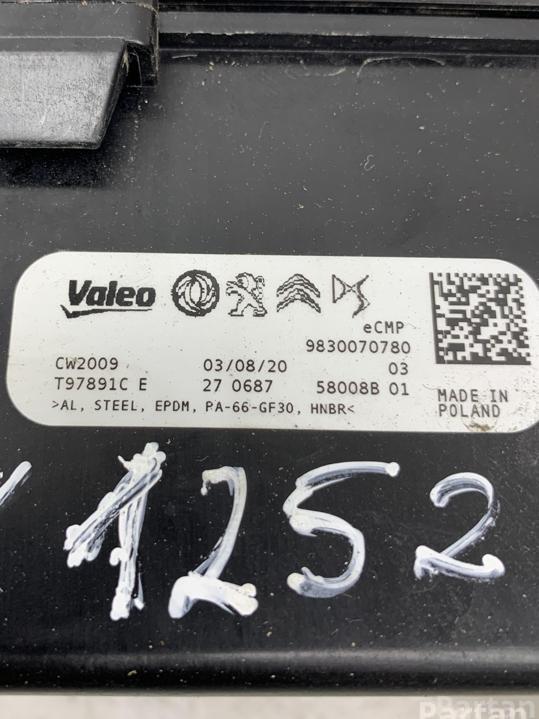 Valeo
eCMP
9830070780
CW2009 03/08/20 03
T97891C E 27 0687 58008B 01
>AL, STEEL, EPDM, PA-66-GF30, HNBR<
MADE IN
POLAND
1252
Partan